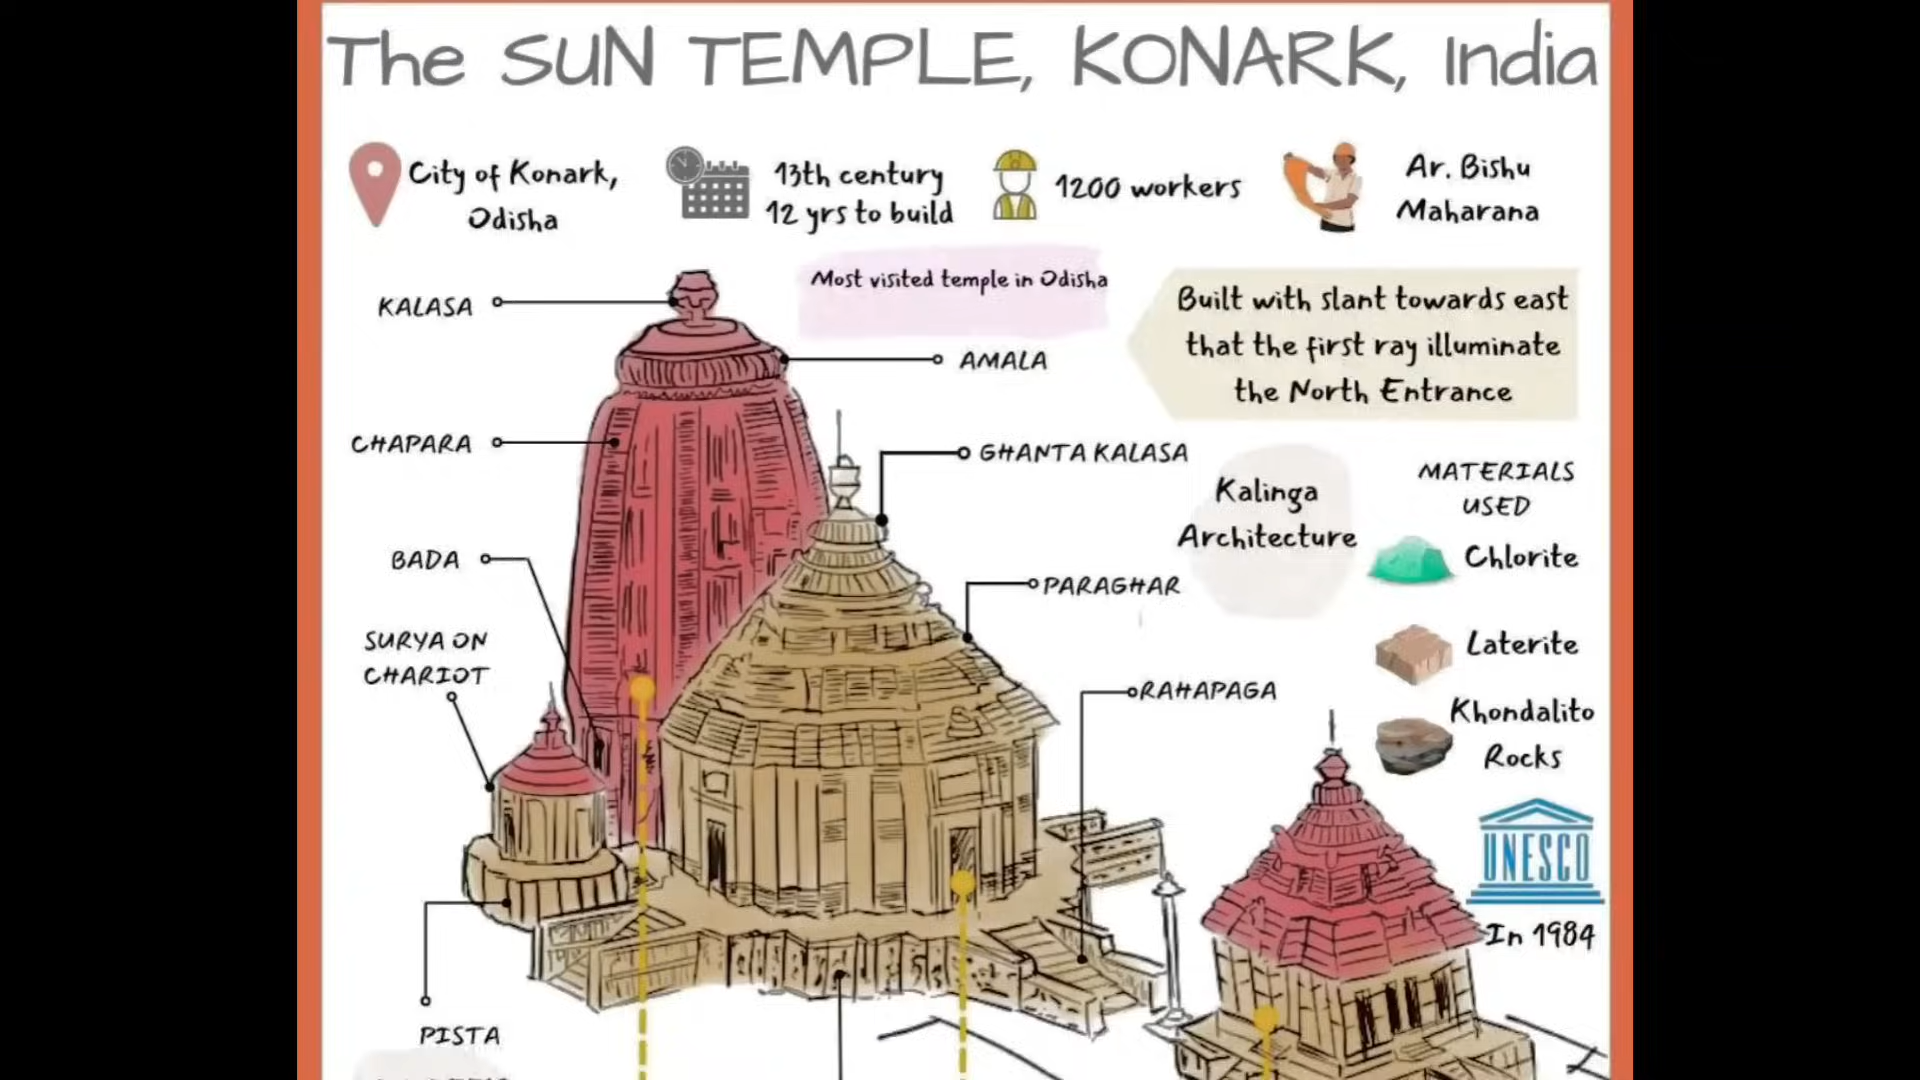 The SUN TEMPLE, KONARK, India
City of Konark,
Odisha
13th century
12 yrs to build
1200 workers
Ar. Bishu
Maharana
Most visited temple in Odisha
Built with slant towards east
that the first ray illuminate
the North Entrance
KALASA
AMALA
CHAPARA
GHANTA KALASA
Kalinga
Architecture
MATERIALS
USED
Chlorite
BADA
PARAGHAR
Laterite
SURYA ON
CHARIOT
RAHAPAGA
Khondalito
Rocks
UNESCO
In 1984
PISTA